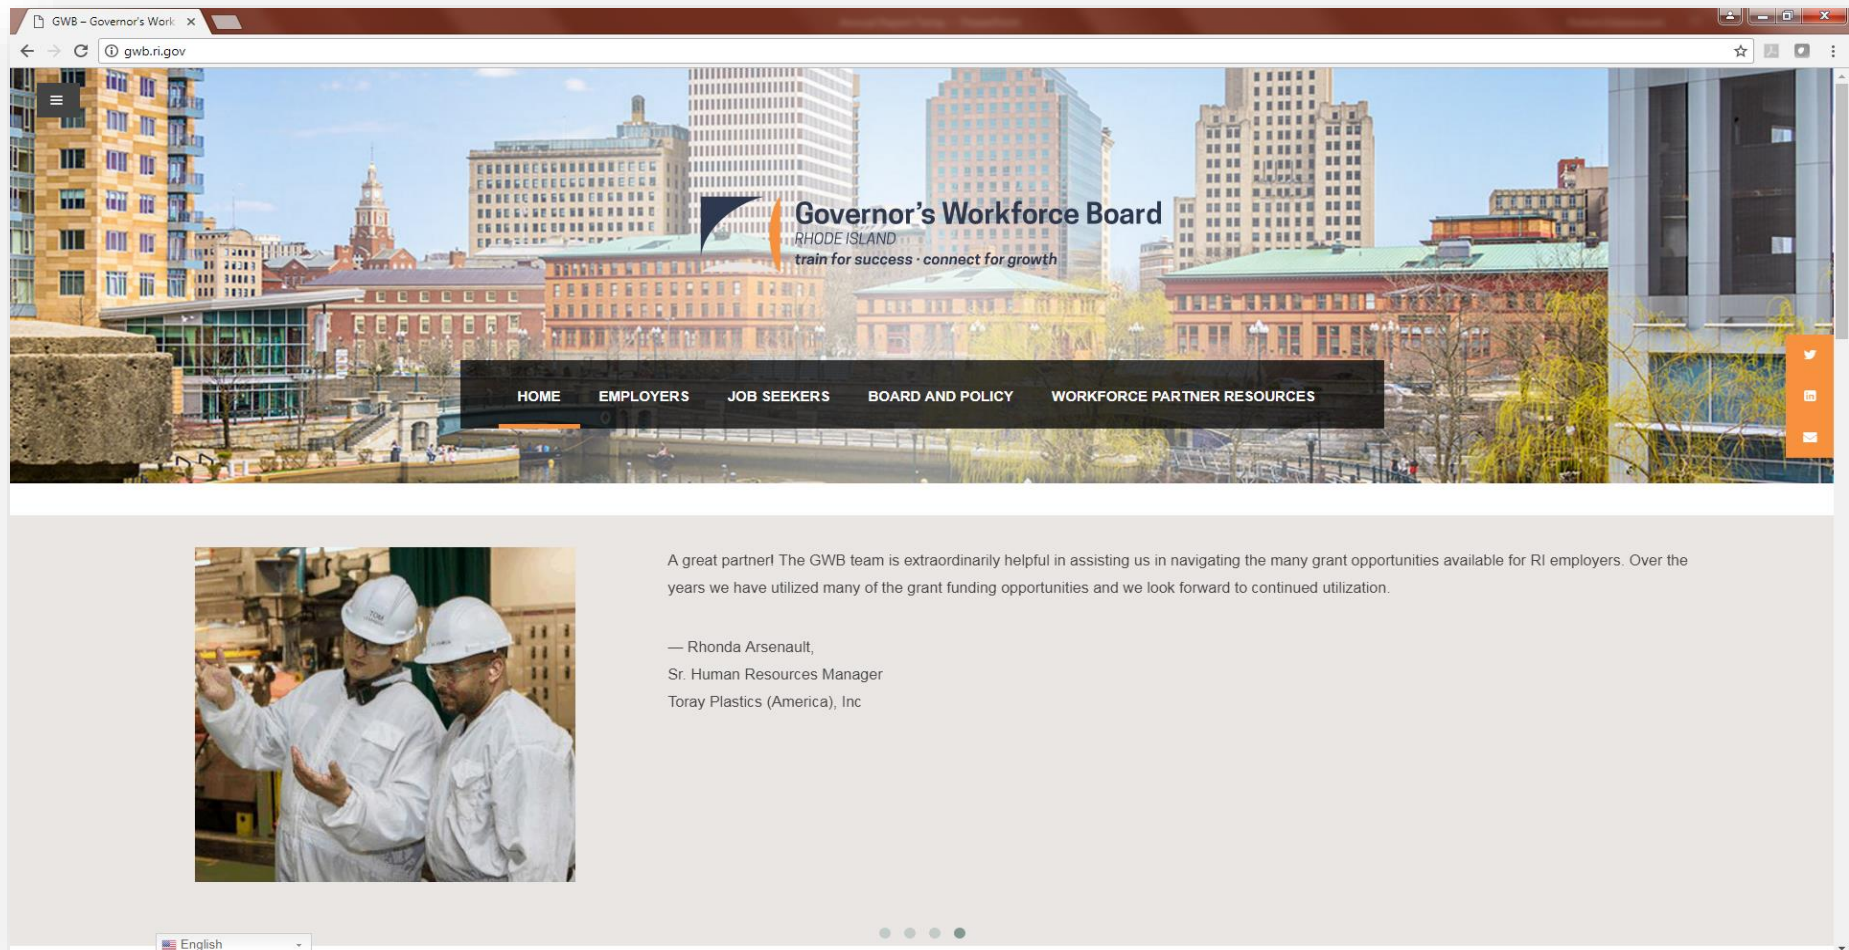 GWB – Governor's Work
gwb.ri.gov
Governor's Workforce Board
RHODE ISLAND
train for success · connect for growth
HOME EMPLOYERS JOB SEEKERS BOARD AND POLICY WORKFORCE PARTNER RESOURCES
TOM
A great partner! The GWB team is extraordinarily helpful in assisting us in navigating the many grant opportunities available for RI employers. Over the
years we have utilized many of the grant funding opportunities and we look forward to continued utilization.
— Rhonda Arsenault,
Sr. Human Resources Manager
Toray Plastics (America), Inc
English